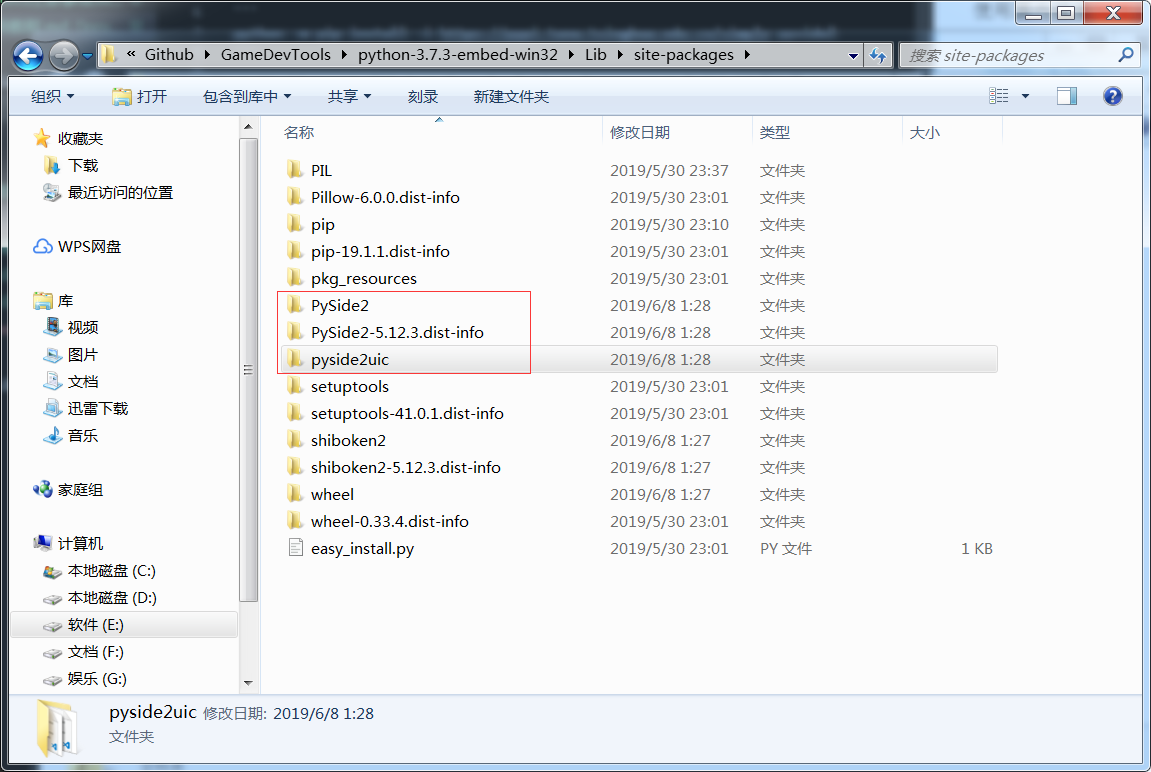 « Github GameDevTools python-3.7.3-embed-win32 Lib site-packages 搜索 site-packages
组织 打开 包含到库中 共享 刻录 新建文件夹
收藏夹
下载
最近访问的位置
WPS网盘
库
视频
图片
文档
迅雷下载
音乐
家庭组
计算机
本地磁盘 (C:)
本地磁盘 (D:)
软件 (E:)
文档 (F:)
娱乐 (G:)
名称 修改日期 类型 大小
PIL 2019/5/30 23:37 文件夹
Pillow-6.0.0.dist-info 2019/5/30 23:01 文件夹
pip 2019/5/30 23:10 文件夹
pip-19.1.1.dist-info 2019/5/30 23:01 文件夹
pkg_resources 2019/5/30 23:01 文件夹
PySide2 2019/6/8 1:28 文件夹
PySide2-5.12.3.dist-info 2019/6/8 1:28 文件夹
pyside2uic 2019/6/8 1:28 文件夹
setuptools 2019/5/30 23:01 文件夹
setuptools-41.0.1.dist-info 2019/5/30 23:01 文件夹
shiboken2 2019/6/8 1:27 文件夹
shiboken2-5.12.3.dist-info 2019/6/8 1:27 文件夹
wheel 2019/6/8 1:27 文件夹
wheel-0.33.4.dist-info 2019/5/30 23:01 文件夹
easy_install.py 2019/5/30 23:01 PY 文件 1 KB
pyside2uic 修改日期: 2019/6/8 1:28
文件夹